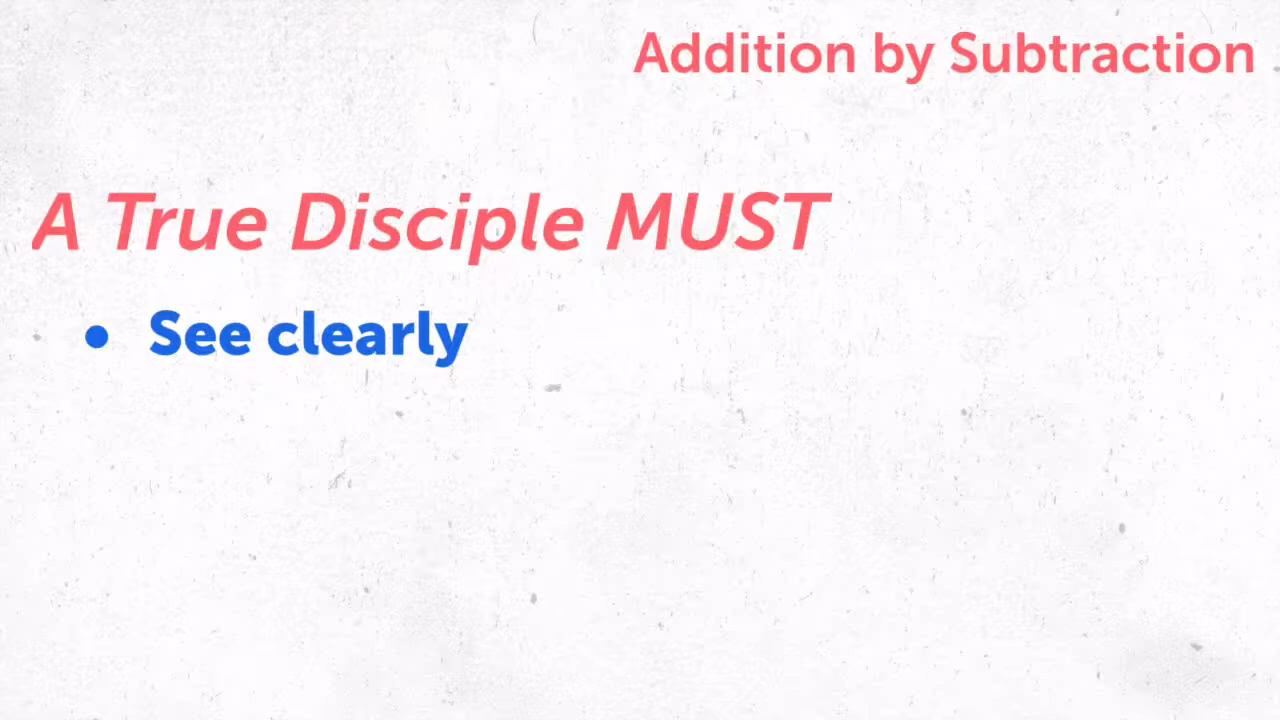 Addition by Subtraction
A True Disciple MUST
• See clearly